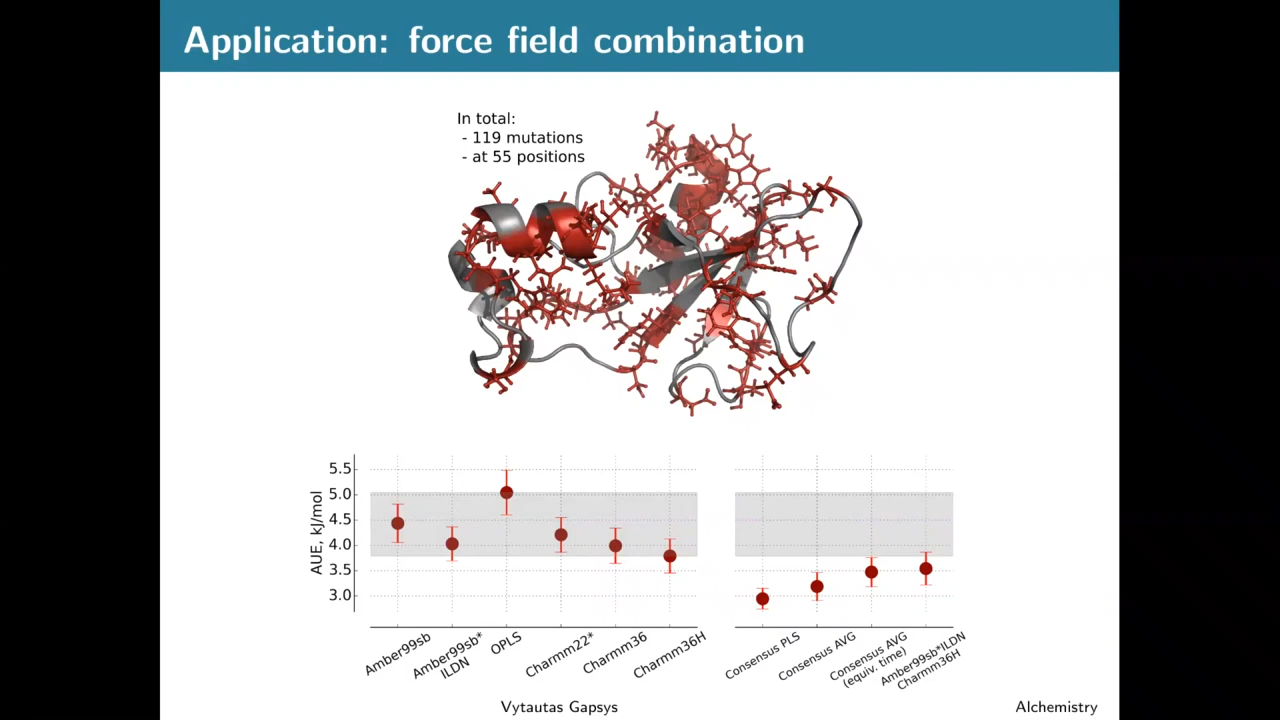 Application: force field combination
In total:
- 119 mutations
- at 55 positions
AUE, kJ/mol
5.5
5.0
4.5
4.0
3.5
3.0
Amber99sb
Amber99sb*
ILDN
OPLS
Charmm22*
Charmm36
Charmm36H
Consensus PLS
Consensus AVG
Consensus AVG
(equiv. time)
Amber99sb*ILDN
Charmm36H
Vytautas Gapsys
Alchemistry